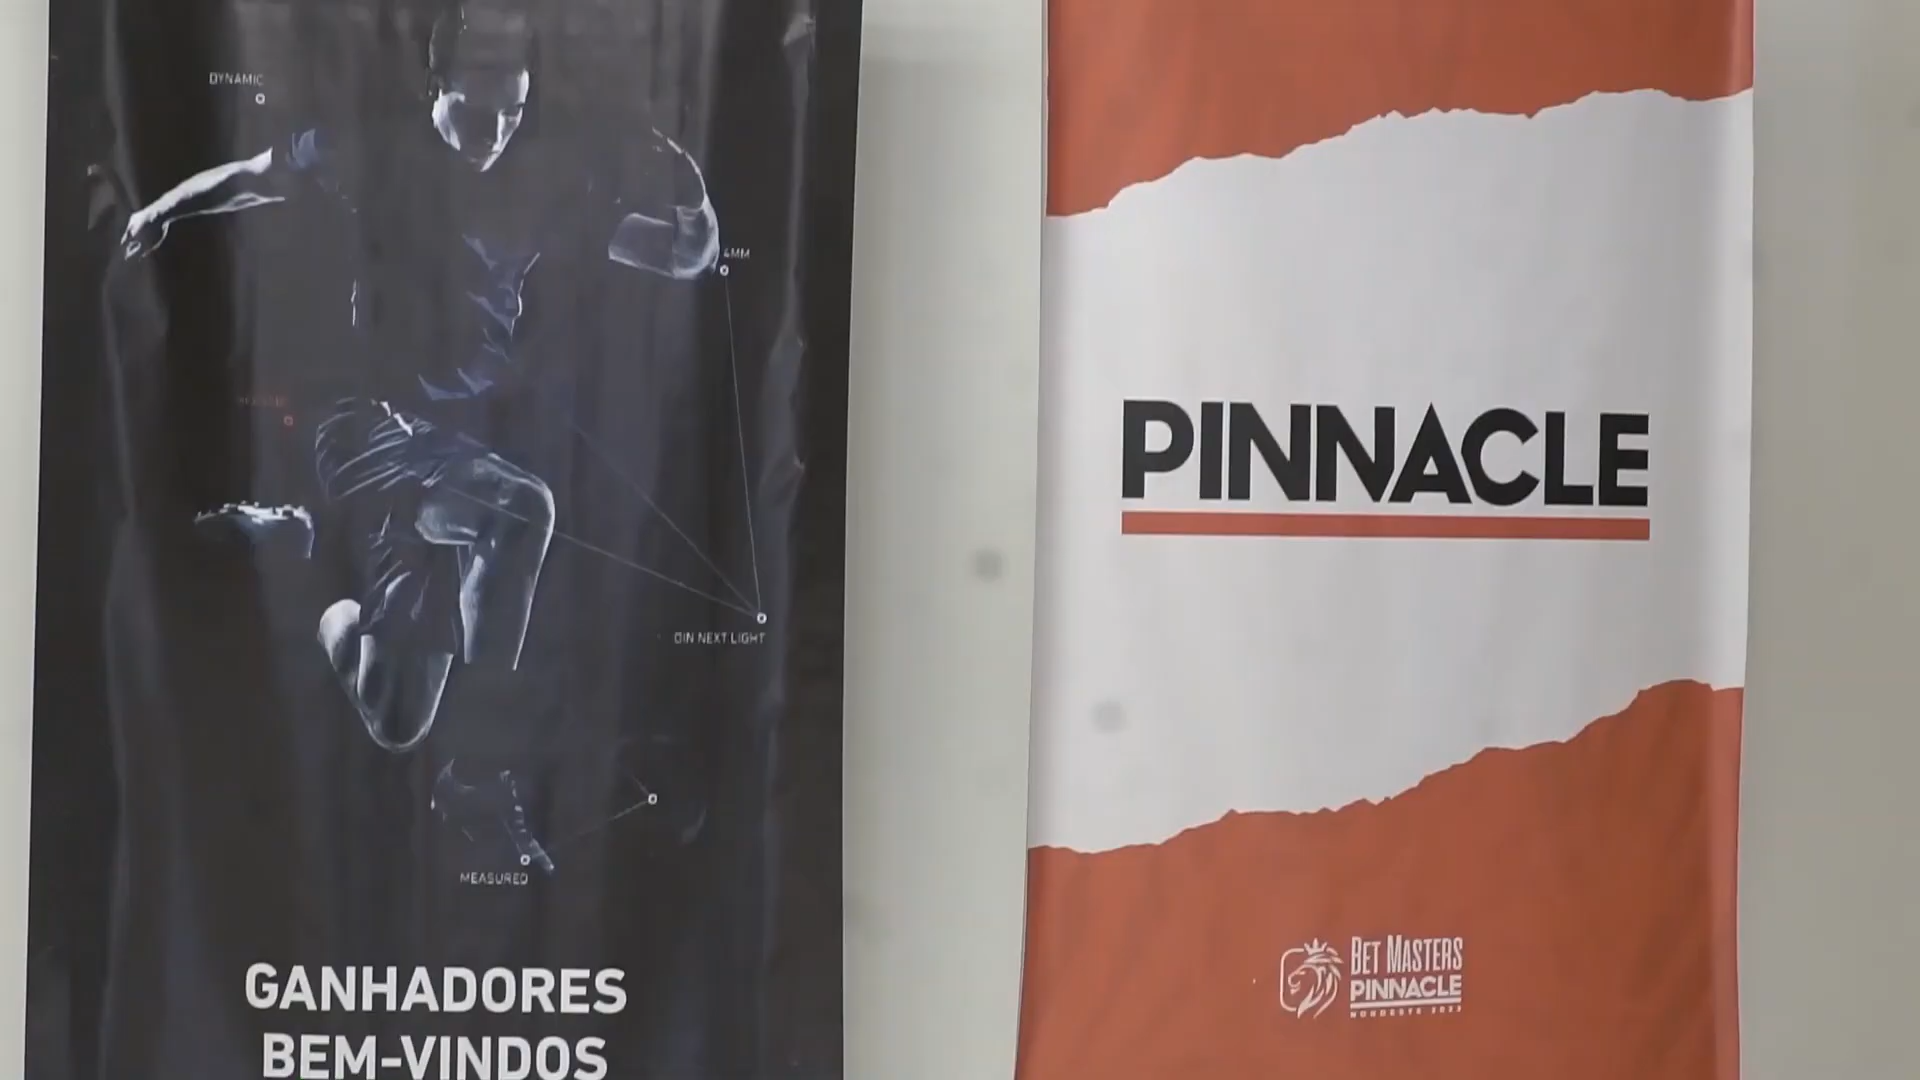 DYNAMIC
4MM
DIN NEXT LIGHT
MEASURED
GANHADORES
BEM-VINDOS
PINNACLE
BET MASTERS
PINNACLE